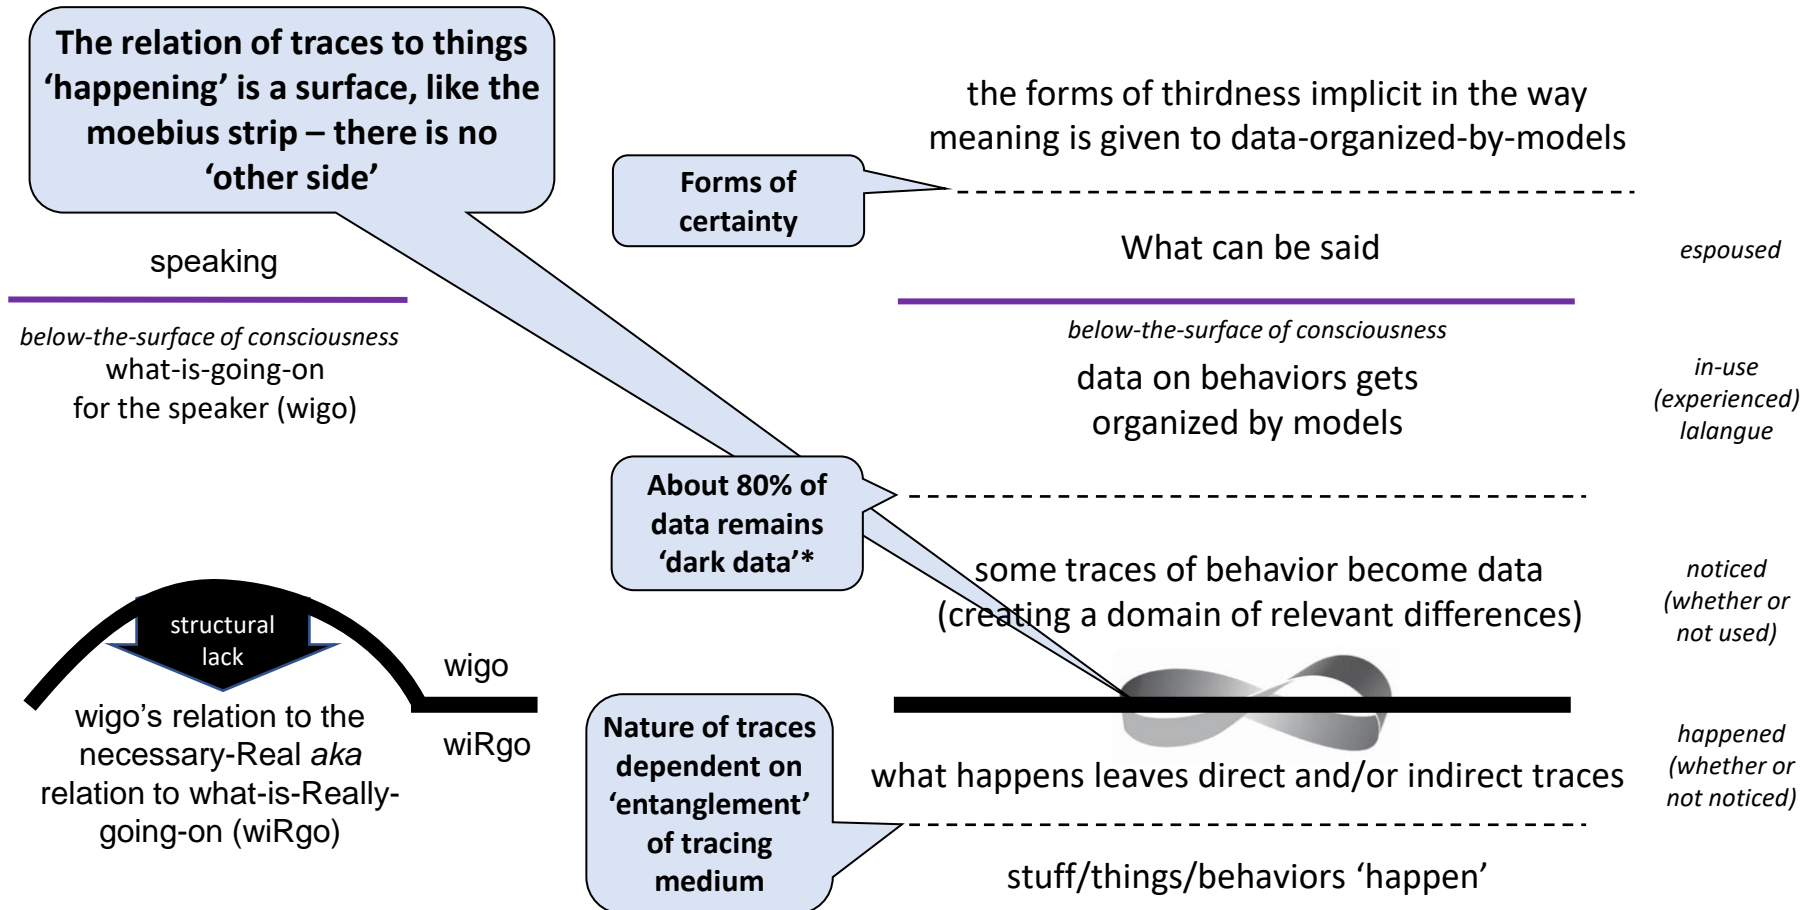 The relation of traces to things
‘happening’ is a surface, like the
moebius strip – there is no
‘other side’
speaking
below-the-surface of consciousness
what-is-going-on
for the speaker (wigo)
structural
lack
wigo
wiRgo
wigo’s relation to the
necessary-Real aka
relation to what-is-Really-
going-on (wiRgo)
Forms of
certainty
About 80% of
data remains
‘dark data’*
Nature of traces
dependent on
‘entanglement’
of tracing
medium
the forms of thirdness implicit in the way
meaning is given to data-organized-by-models
What can be said
below-the-surface of consciousness
data on behaviors gets
organized by models
some traces of behavior become data
(creating a domain of relevant differences)
what happens leaves direct and/or indirect traces
stuff/things/behaviors ‘happen’
espoused
in-use
(experienced)
lalangue
noticed
(whether or
not used)
happened
(whether or
not noticed)